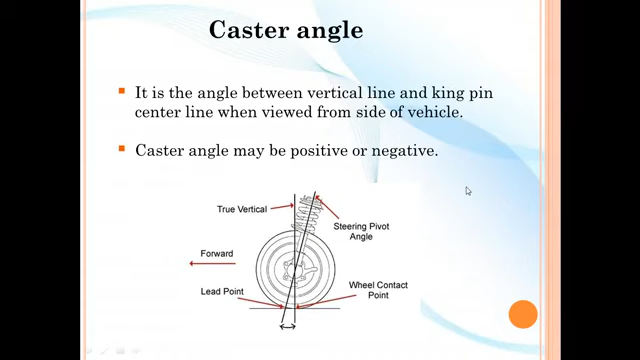 Caster angle
It is the angle between vertical line and king pin
center line when viewed from side of vehicle.
Caster angle may be positive or negative.
True Vertical
Steering Pivot
Angle
Forward
Lead Point
Wheel Contact
Point